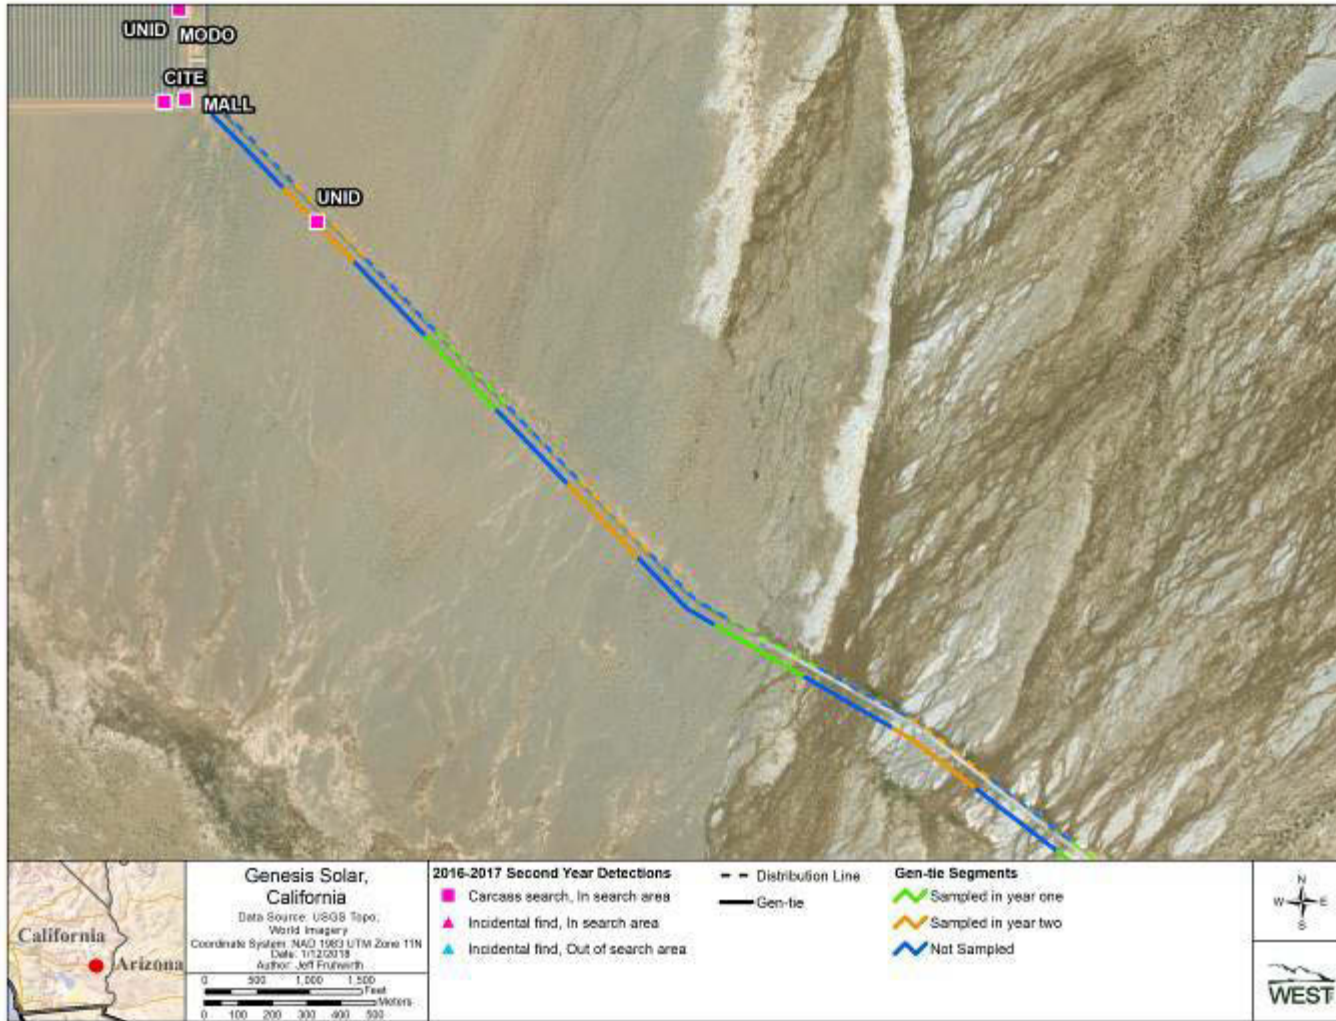 UNID MODO
CITE
MALL
UNID
Genesis Solar,
California
Data Source: USGS Topo;
World Imagery
Coordinate System: NAD 1983 UTM Zone 11N
Date: 1/12/2018
Author: Jeff Fruhwirth
0 500 1,000 1,500
Feet
Meters
0 100 200 300 400 500
California
Arizona
2016-2017 Second Year Detections
Carcass search, In search area
Incidental find, In search area
Incidental find, Out of search area
Distribution Line
Gen-tie
Gen-tie Segments
Sampled in year one
Sampled in year two
Not Sampled
N
W E
S
WEST